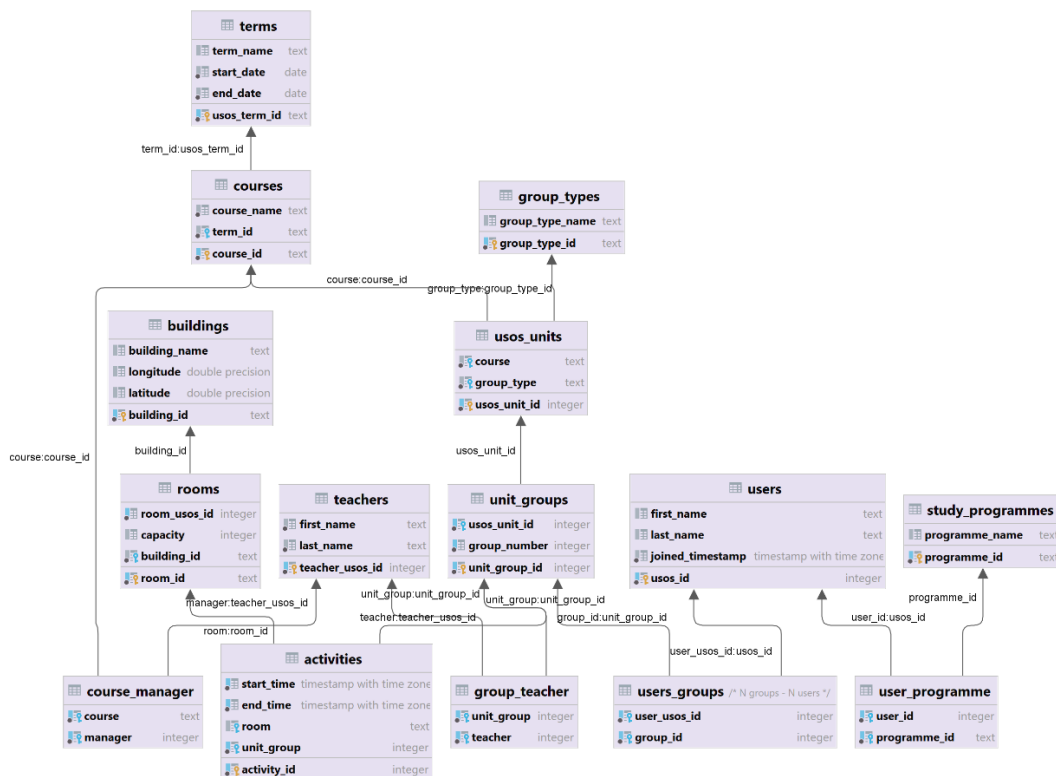 terms
term_name text
start_date date
end_date date
usos_term_id text
term_id:usos_term_id
courses
course_name text
term_id text
course_id text
group_types
group_type_name text
group_type_id text
course:course_id
group_type:group_type_id
buildings
building_name text
longitude double precision
latitude double precision
building_id text
usos_units
course text
group_type text
usos_unit_id integer
course:course_id
building_id
usos_unit_id
rooms
room_usos_id integer
capacity integer
building_id text
room_id text
teachers
first_name text
last_name text
teacher_usos_id integer
unit_groups
usos_unit_id integer
group_number integer
unit_group_id integer
users
first_name text
last_name text
joined_timestamp timestamp with time zone
usos_id integer
study_programmes
programme_name text
programme_id text
manager:teacher_usos_id
unit_group:unit_group_id
unit_group:unit_group_id
programme_id
room:room_id
teacher:teacher_usos_id
group_id:unit_group_id
user_id:usos_id
user_usos_id:usos_id
course_manager
course text
manager integer
activities
start_time timestamp with time zone
end_time timestamp with time zone
room text
unit_group integer
activity_id integer
group_teacher
unit_group integer
teacher integer
users_groups /* N groups - N users */
user_usos_id integer
group_id integer
user_programme
user_id integer
programme_id text